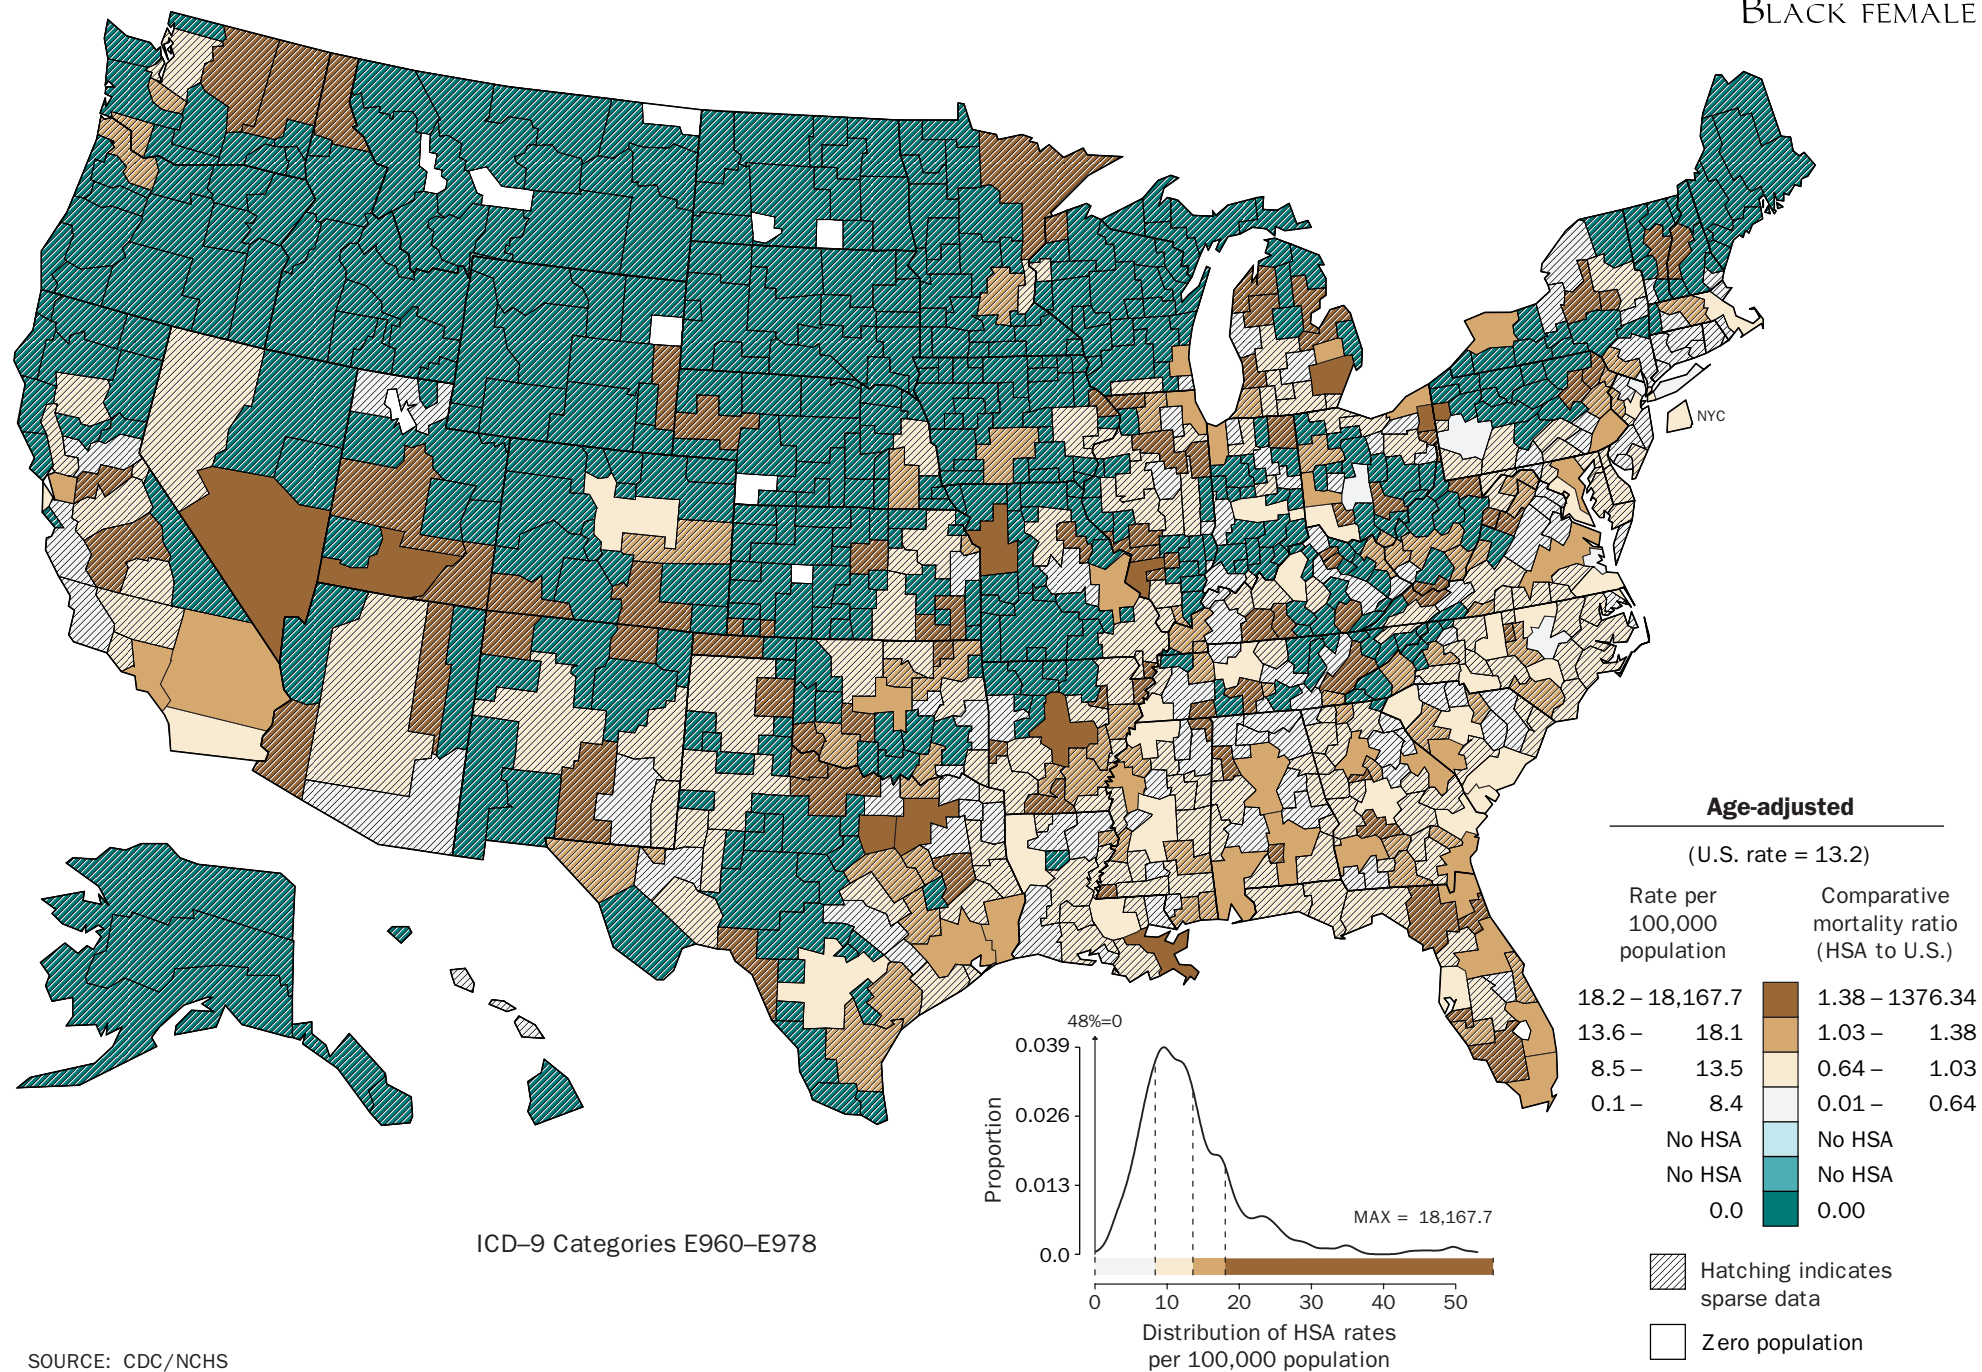 BLACK FEMALE
NYC
Age-adjusted
(U.S. rate = 13.2)
Rate per
100,000
population
Comparative
mortality ratio
(HSA to U.S.)
18.2 – 18,167.7 1.38 – 1376.34
13.6 – 18.1 1.03 – 1.38
8.5 – 13.5 0.64 – 1.03
0.1 – 8.4 0.01 – 0.64
No HSA No HSA
No HSA No HSA
0.0 0.00
Hatching indicates
sparse data
Zero population
48%=0
0.039
0.026
0.013
0.0
Proportion
MAX = 18,167.7
0 10 20 30 40 50
Distribution of HSA rates
per 100,000 population
ICD–9 Categories E960–E978
SOURCE: CDC/NCHS